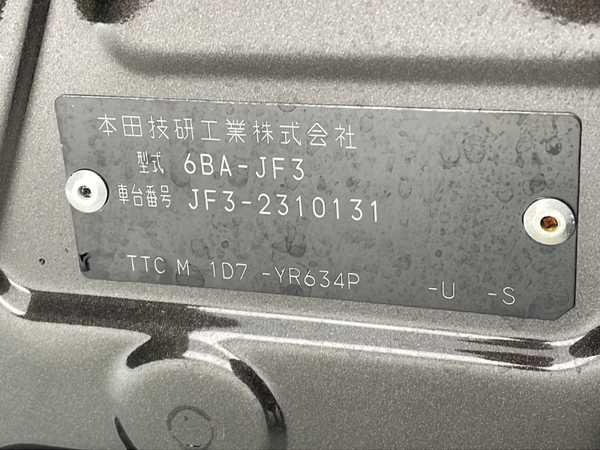 本田技研工業株式会社
型式 6BA-JF3
車台番号 JF3-2310131
TTC M 1D7 -YR634P -U -S